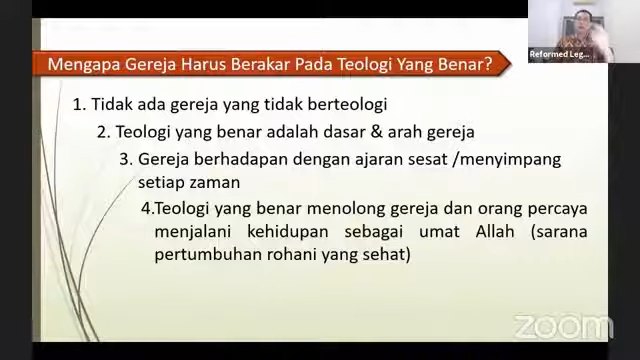 Reformed Leg...
Mengapa Gereja Harus Berakar Pada Teologi Yang Benar?
1. Tidak ada gereja yang tidak berteologi
2. Teologi yang benar adalah dasar & arah gereja
3. Gereja berhadapan dengan ajaran sesat /menyimpang
setiap zaman
4.Teologi yang benar menolong gereja dan orang percaya
menjalani kehidupan sebagai umat Allah (sarana
pertumbuhan rohani yang sehat)
zoom